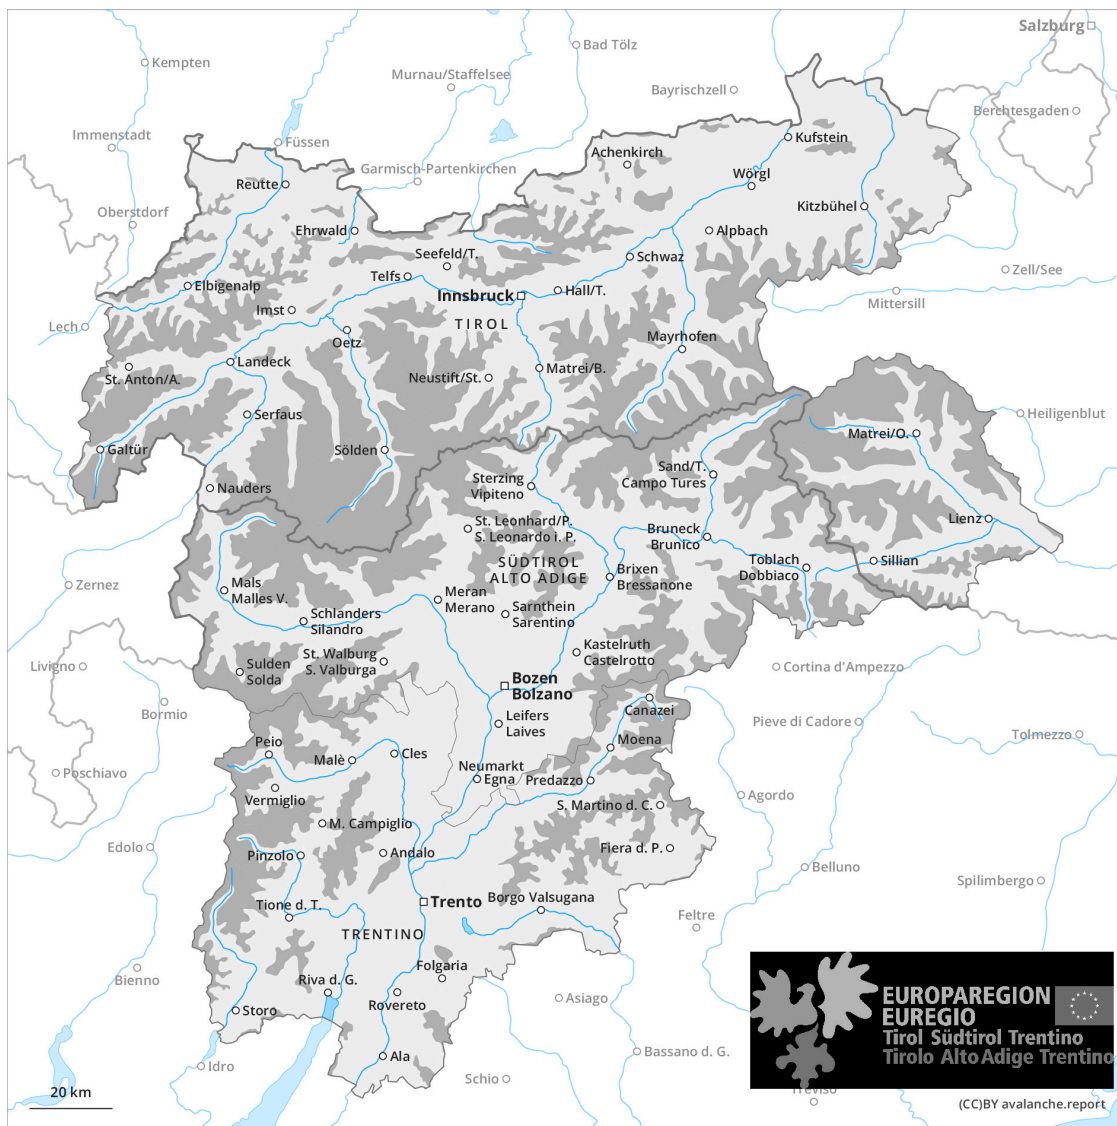 Salzburg
Bad Tölz
Kempten
Murnau/Staffelsee
Bayrischzell
Berchtesgaden
Immenstadt
Füssen
Kufstein
Achenkirch
Garmisch-Partenkirchen
Wörgl
Reutte
Oberstdorf
Kitzbühel
Ehrwald
Alpbach
Seefeld/T.
Schwaz
Telfs
Zell/See
Elbigenalp
Hall/T.
Innsbruck
Mittersill
Imst
TIROL
Lech
Oetz
Mayrhofen
Landeck
St. Anton/A.
Matrei/B.
Neustift/St.
Serfaus
Heiligenblut
Matrei/O.
Galtür
Sölden
Sand/T.
Campo Tures
Sterzing
Vipiteno
Nauders
Lienz
St. Leonhard/P.
S. Leonardo i. P.
Bruneck
Brunico
SÜDTIROL
ALTO ADIGE
Toblach
Dobbiaco
Sillian
Brixen
Bressanone
Zernez
Mals
Malles V.
Meran
Merano
Schlanders
Silandro
Sarnthein
Sarentino
Kastelruth
Castelrotto
St. Walburg
S. Valburga
Livigno
Sulden
Solda
Cortina d'Ampezzo
Bozen
Bolzano
Bormio
Canazei
Leifers
Laives
Pieve di Cadore
Tolmezzo
Peio
Moena
Malè
Cles
Poschiavo
Neumarkt
Egna
Predazzo
Vermiglio
Agordo
S. Martino d. C.
M. Campiglio
Edolo
Pinzolo
Andalo
Fiera d. P.
Belluno
Spilimbergo
Tione d. T.
Trento
Borgo Valsugana
Feltre
TRENTINO
Bienno
Folgaria
Riva d. G.
Rovereto
Asiago
Storo
EUROPAREGION
EUREGIO
Tirol Südtirol Trentino
Tirolo Alto Adige Trentino
Ala
Bassano d. G.
Idro
Schio
Treviso
20 km
(CC)BY avalanche.report